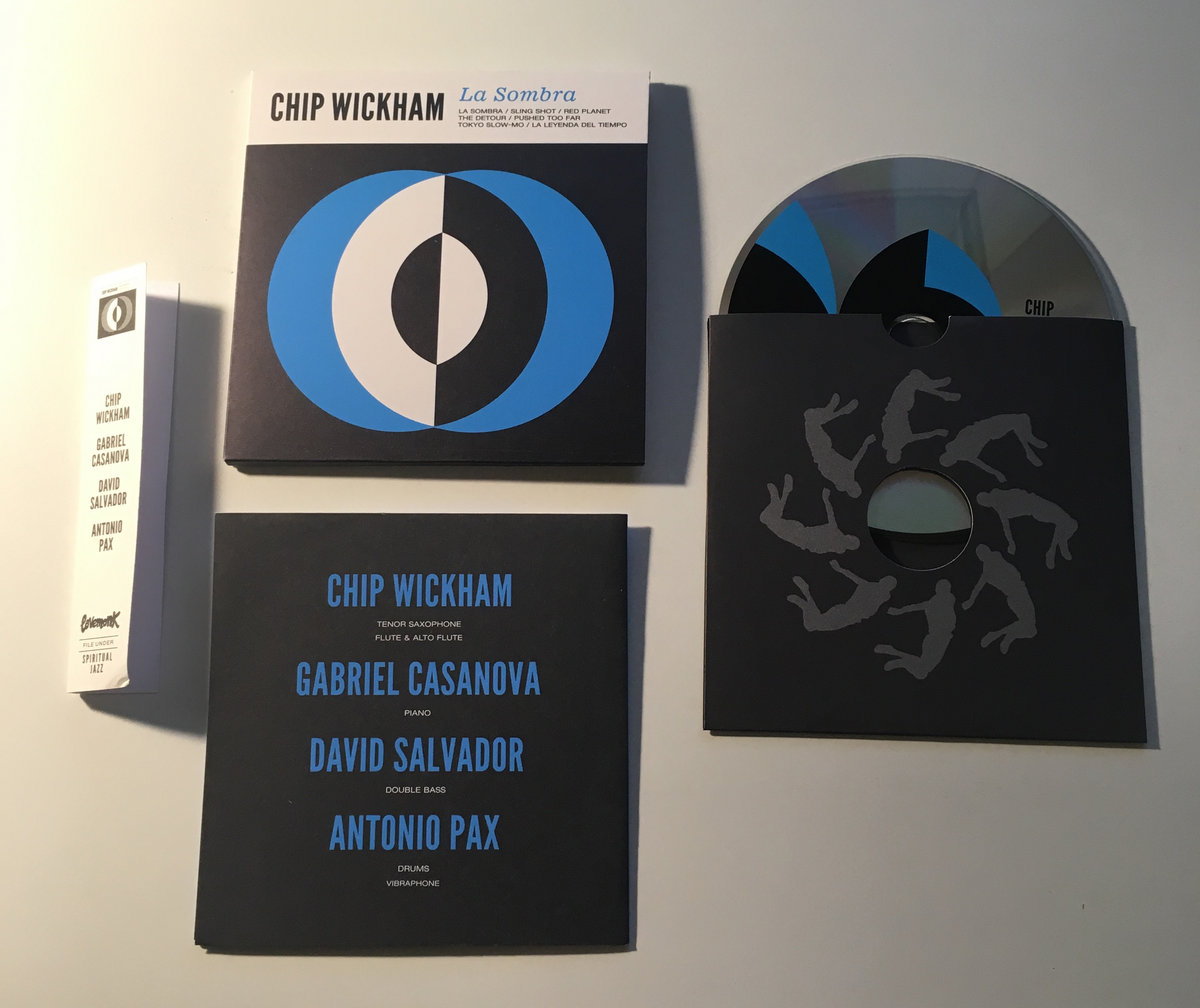 CHIP WICKHAM
La Sombra
LA SOMBRA / SLING SHOT / RED PLANET
THE DETOUR / PUSHED TOO FAR
TOKYO SLOW-MO / LA LEYENDA DEL TIEMPO
CHIP
CHIP
WICKHAM
GABRIEL
CASANOVA
DAVID
SALVADOR
ANTONIO
PAX
Lovemonk
FILE UNDER
SPIRITUAL
JAZZ
CHIP WICKHAM
TENOR SAXOPHONE
FLUTE & ALTO FLUTE
GABRIEL CASANOVA
PIANO
DAVID SALVADOR
DOUBLE BASS
ANTONIO PAX
DRUMS
VIBRAPHONE